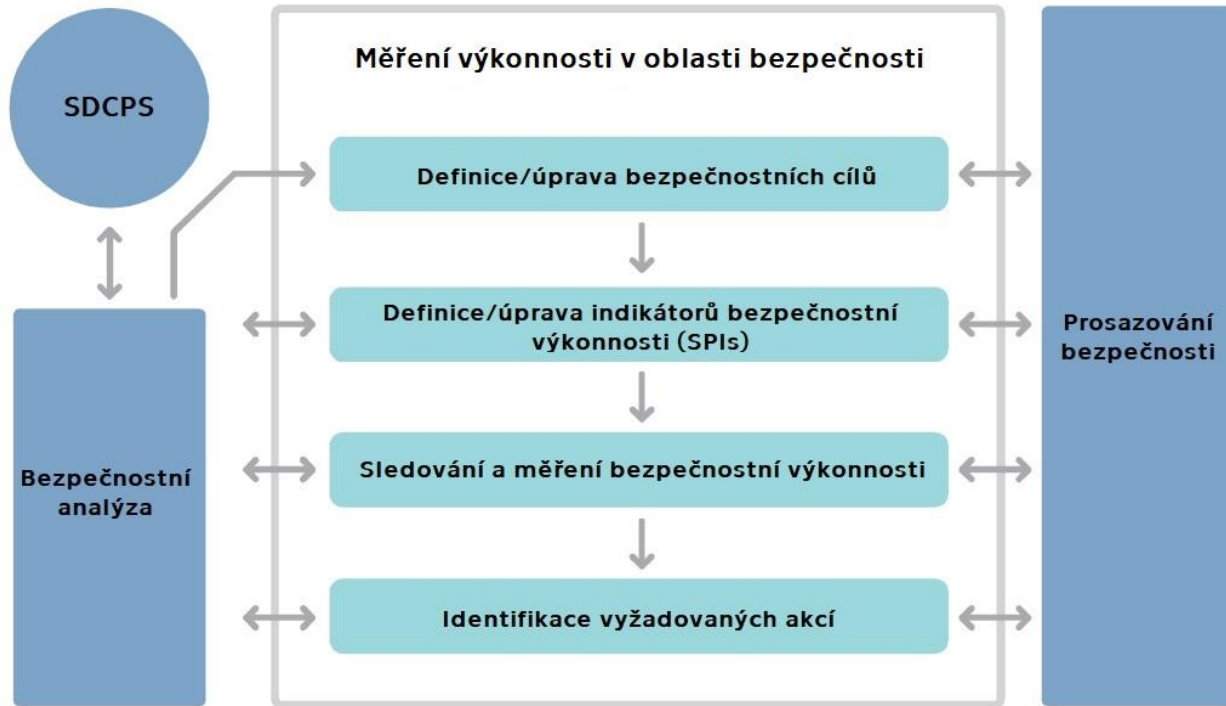 SDCPS
Měření výkonnosti v oblasti bezpečnosti
Definice/úprava bezpečnostních cílů
Definice/úprava indikátorů bezpečnostní
výkonnosti (SPIs)
Sledování a měření bezpečnostní výkonnosti
Identifikace vyžadovaných akcí
Bezpečnostní
analýza
Prosazování
bezpečnosti